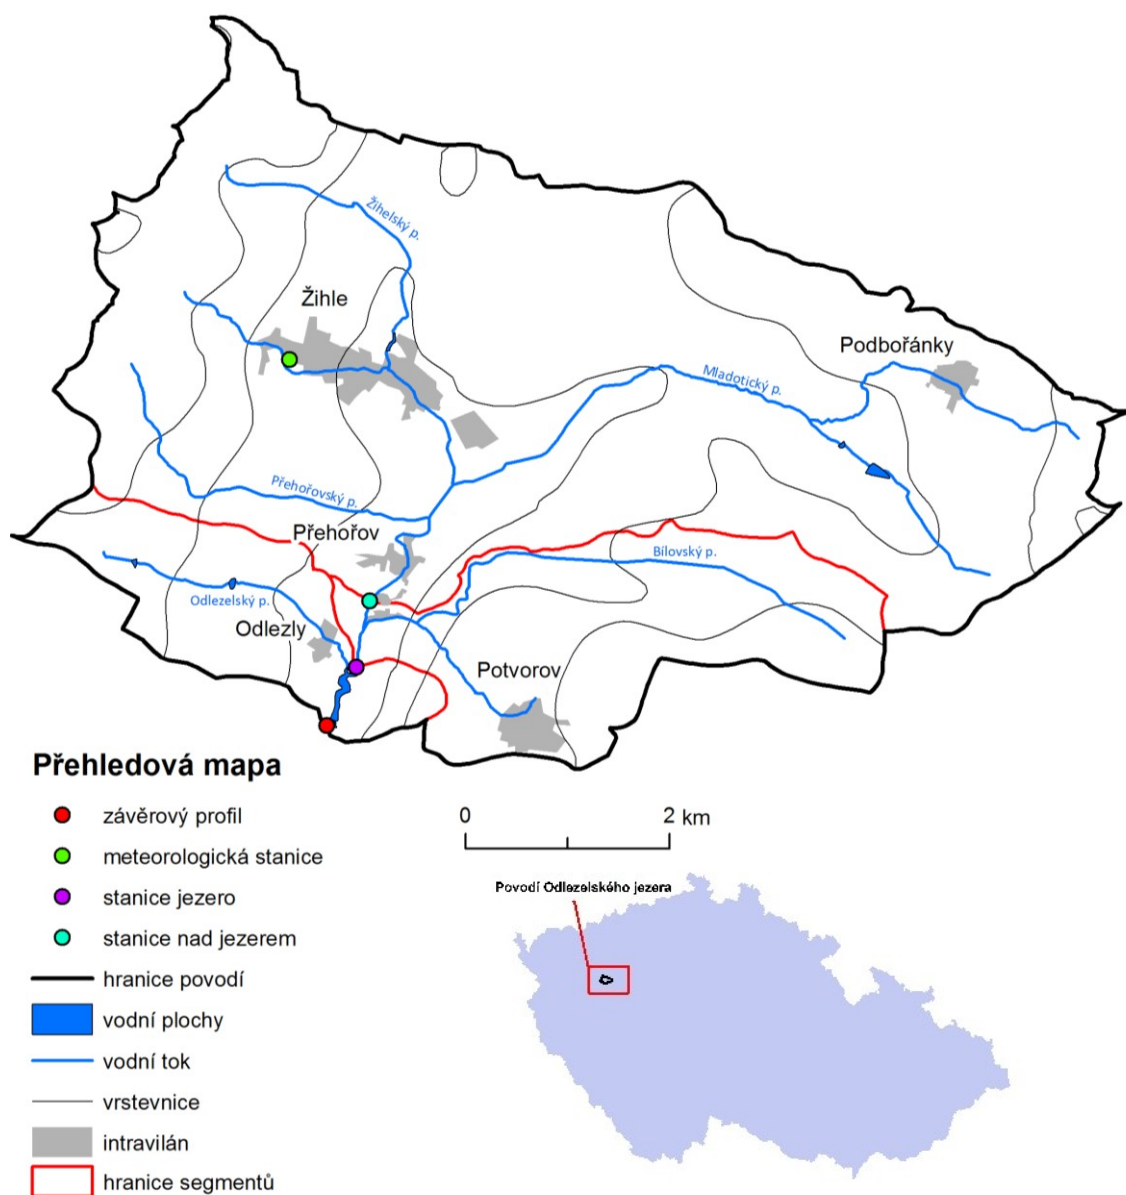 Žihelský p.
Žihle
Podbořánky
Mladotický p.
Přehořovský p.
Přehořov
Bílovský p.
Odlezelský p.
Odlezly
Potvorov
Přehledová mapa
závěrový profil
meteorologická stanice
stanice jezero
stanice nad jezerem
hranice povodí
vodní plochy
vodní tok
vrstevnice
intravilán
hranice segmentů
0 2 km
Povodí Odlezelského jezera